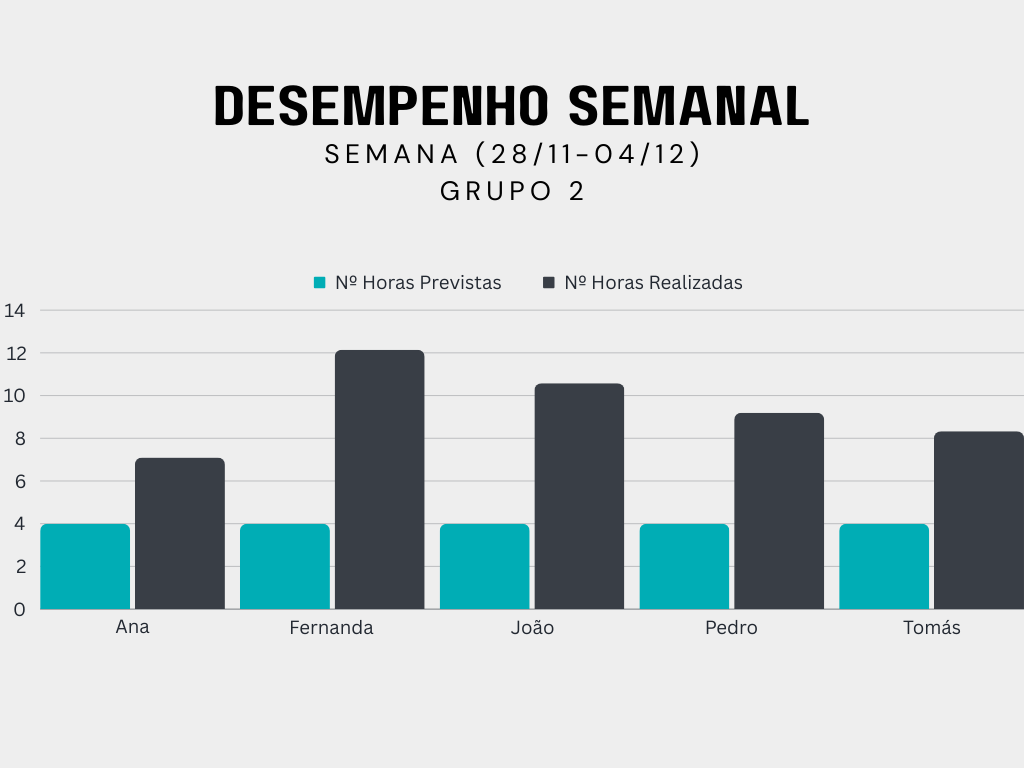 DESEMPENHO SEMANAL
SEMANA (28/11-04/12)
GRUPO 2
Nº Horas Previstas Nº Horas Realizadas
14
12
10
8
6
4
2
0
Ana Fernanda João Pedro Tomás